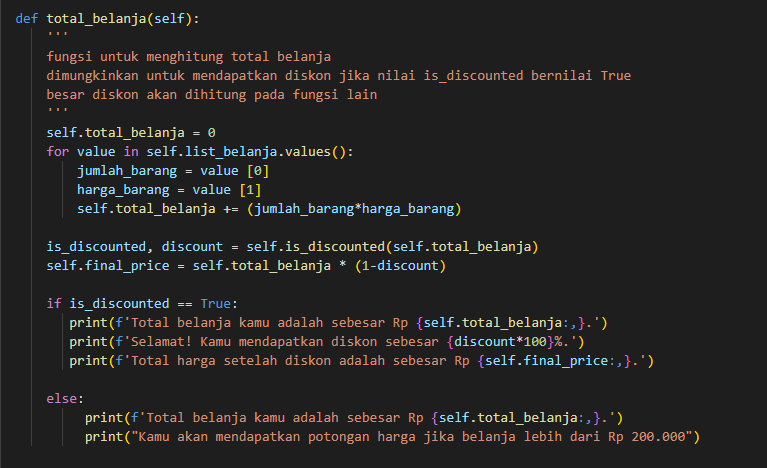 def total_belanja(self):
'''
fungsi untuk menghitung total belanja
dimungkinkan untuk mendapatkan diskon jika nilai is_discounted bernilai True
besar diskon akan dihitung pada fungsi lain
'''
self.total_belanja = 0
for value in self.list_belanja.values():
jumlah_barang = value [0]
harga_barang = value [1]
self.total_belanja += (jumlah_barang*harga_barang)
is_discounted, discount = self.is_discounted(self.total_belanja)
self.final_price = self.total_belanja * (1-discount)
if is_discounted == True:
print(f'Total belanja kamu adalah sebesar Rp {self.total_belanja:,}.')
print(f'Selamat! Kamu mendapatkan diskon sebesar {discount*100}%.')
print(f'Total harga setelah diskon adalah sebesar Rp {self.final_price:,}.')
else:
print(f'Total belanja kamu adalah sebesar Rp {self.total_belanja:,}.')
print("Kamu akan mendapatkan potongan harga jika belanja lebih dari Rp 200.000")